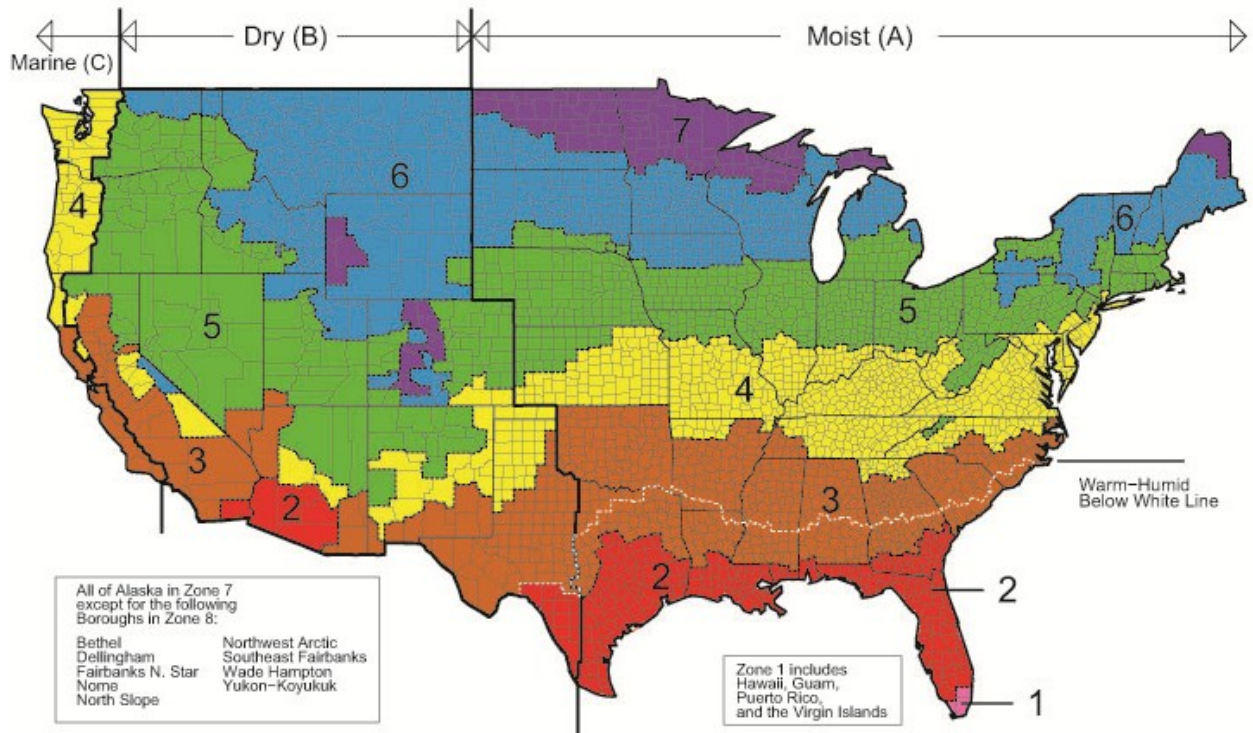 Marine (C)
Dry (B)
Moist (A)
7
6
4
6
5
5
4
3
3
2
2
Warm−Humid
Below White Line
2
1
All of Alaska in Zone 7
except for the following
Boroughs in Zone 8:
Bethel
Dellingham
Fairbanks N. Star
Nome
North Slope
Northwest Arctic
Southeast Fairbanks
Wade Hampton
Yukon−Koyukuk
Zone 1 includes
Hawaii, Guam,
Puerto Rico,
and the Virgin Islands